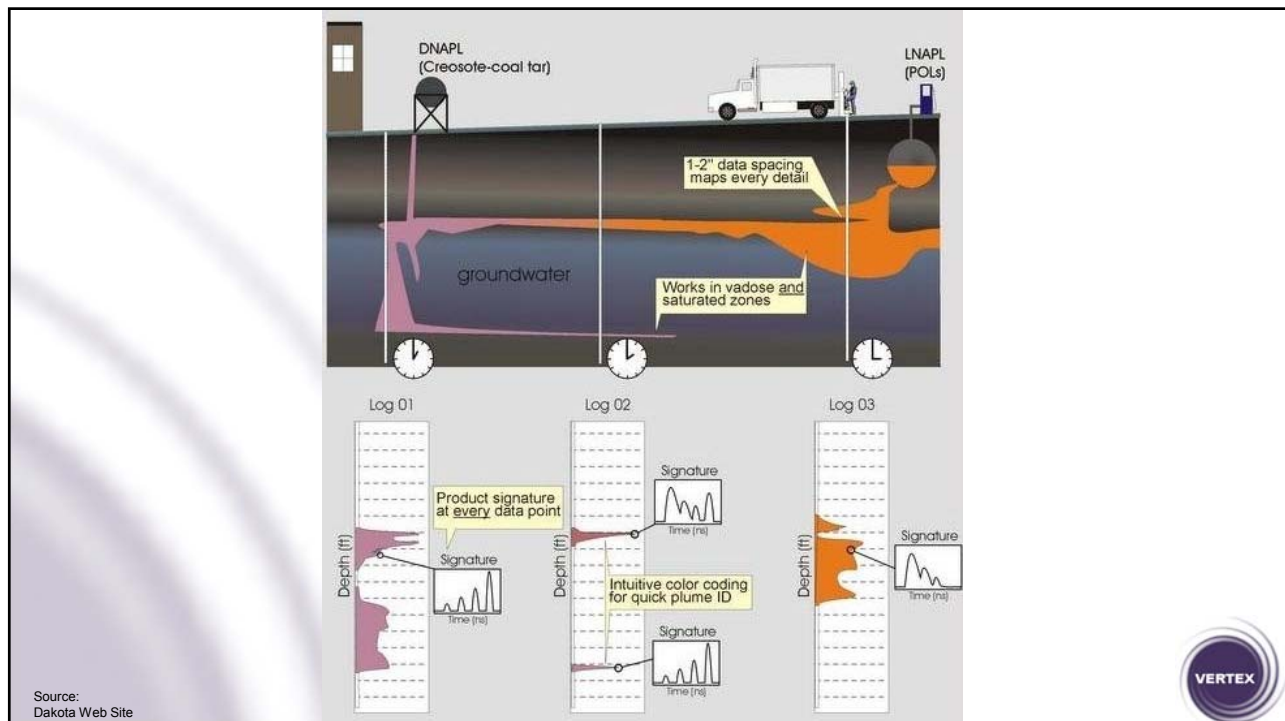 DNAPL
(Creosote-coal tar)
LNAPL
(POLs)
1-2" data spacing
maps every detail
groundwater
Works in vadose and
saturated zones
Log 01
Log 02
Log 03
Depth (ft)
Product signature
at every data point
Signature
Time (ns)
Depth (ft)
Signature
Time (ns)
Intuitive color coding
for quick plume ID
Signature
Time (ns)
Depth (ft)
Signature
Time (ns)
Source:
Dakota Web Site
VERTEX